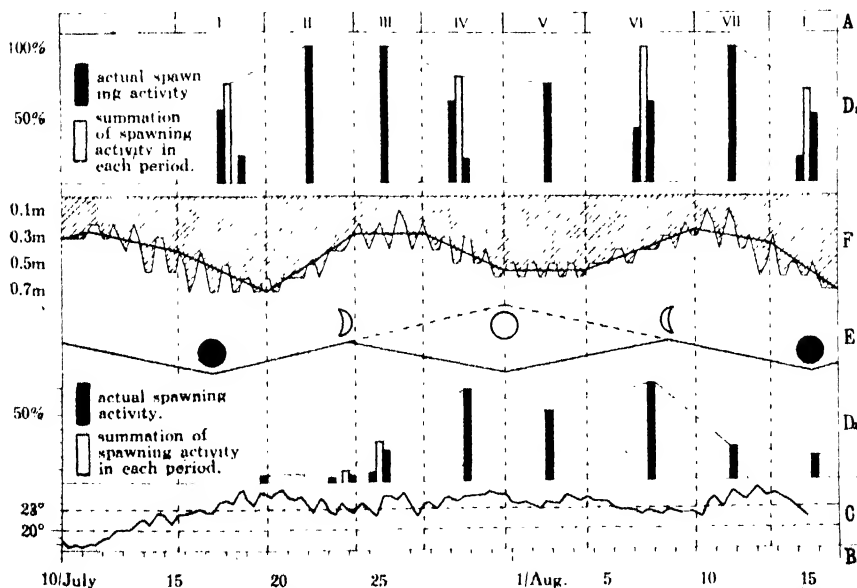 I II III IV V VI VII I A
100%
actual spawn
ing activity
50%
summation
of spawning
activity in
each period.
D₁
0.1m
0.3m
0.5m
0.7m
F
E
actual spawning
activity.
50%
summation of
spawning activity
in each period.
23°
20°
C
B
10/July 15 20 25 1/Aug. 5 10 15